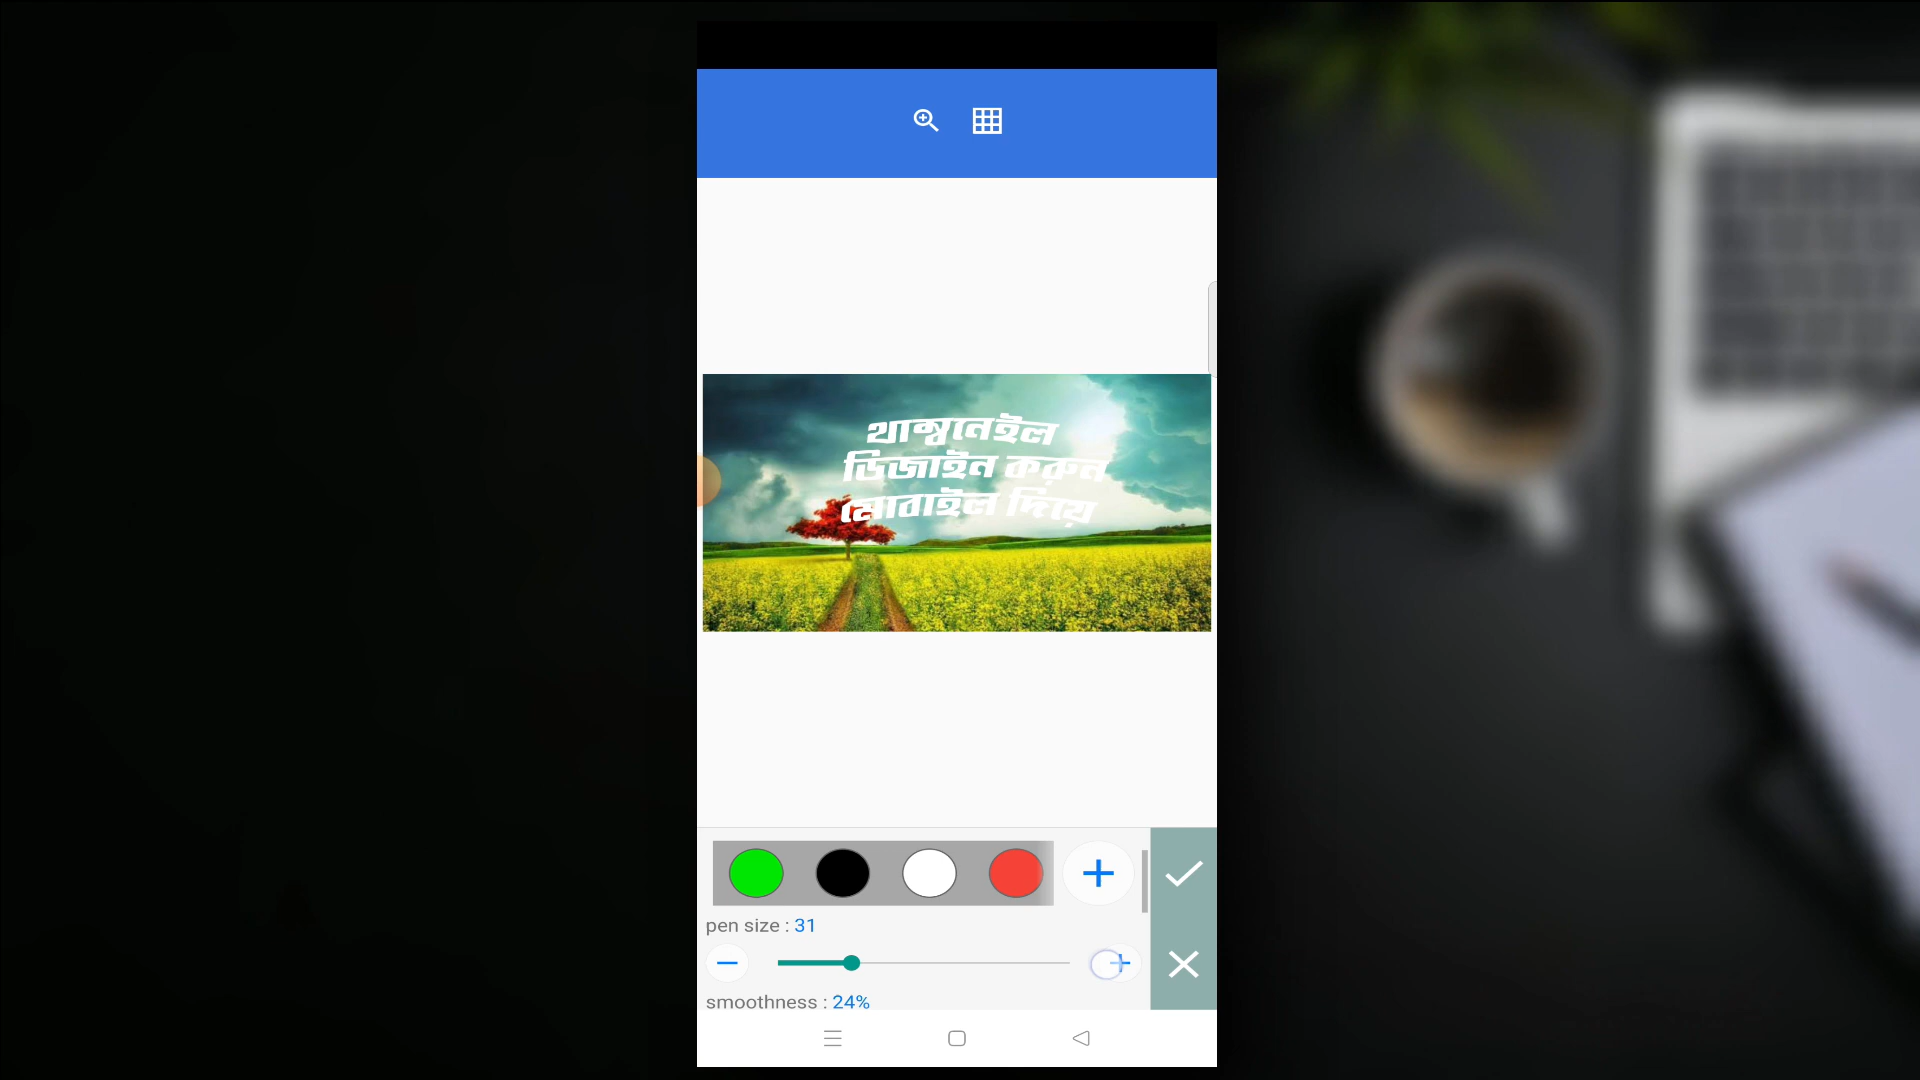 থাম্বনেইল
ডিজাইন করুন
মোবাইল দিয়ে
pen size : 31
smoothness : 24%